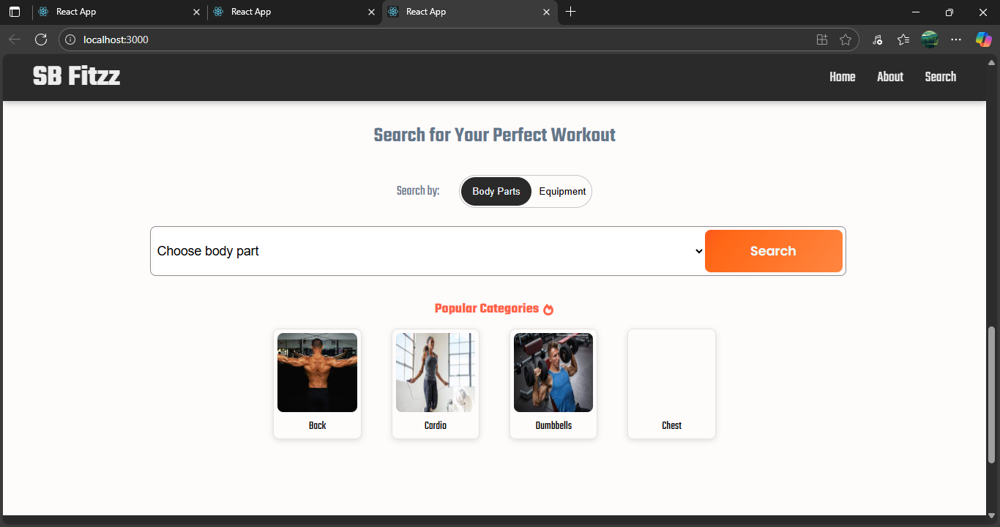 React App
React App
React App
localhost:3000
SB Fitzz
Home About Search
Search for Your Perfect Workout
Search by: Body Parts Equipment
Choose body part Search
Popular Categories
Back Cardio Dumbbells Chest